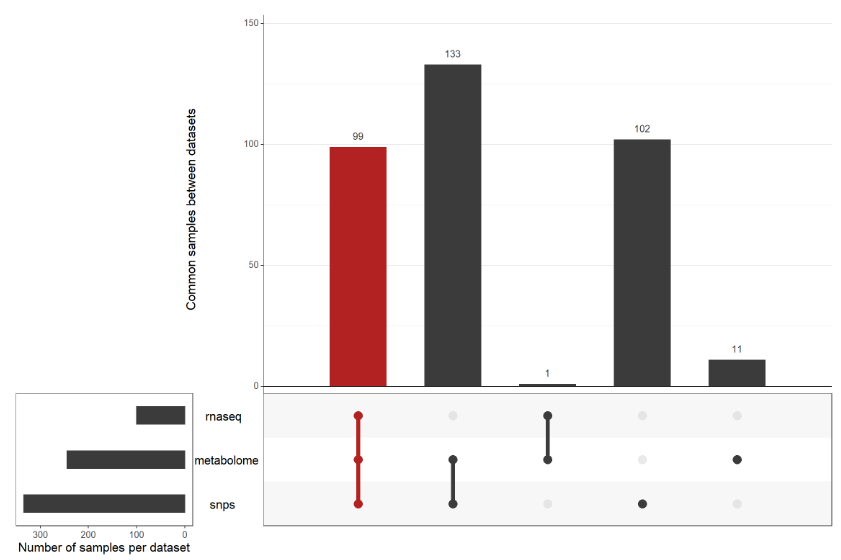 150
133
102
99
100
Common samples between datasets
50
11
1
0
rnaseq
metabolome
snps
300 200 100 0
Number of samples per dataset